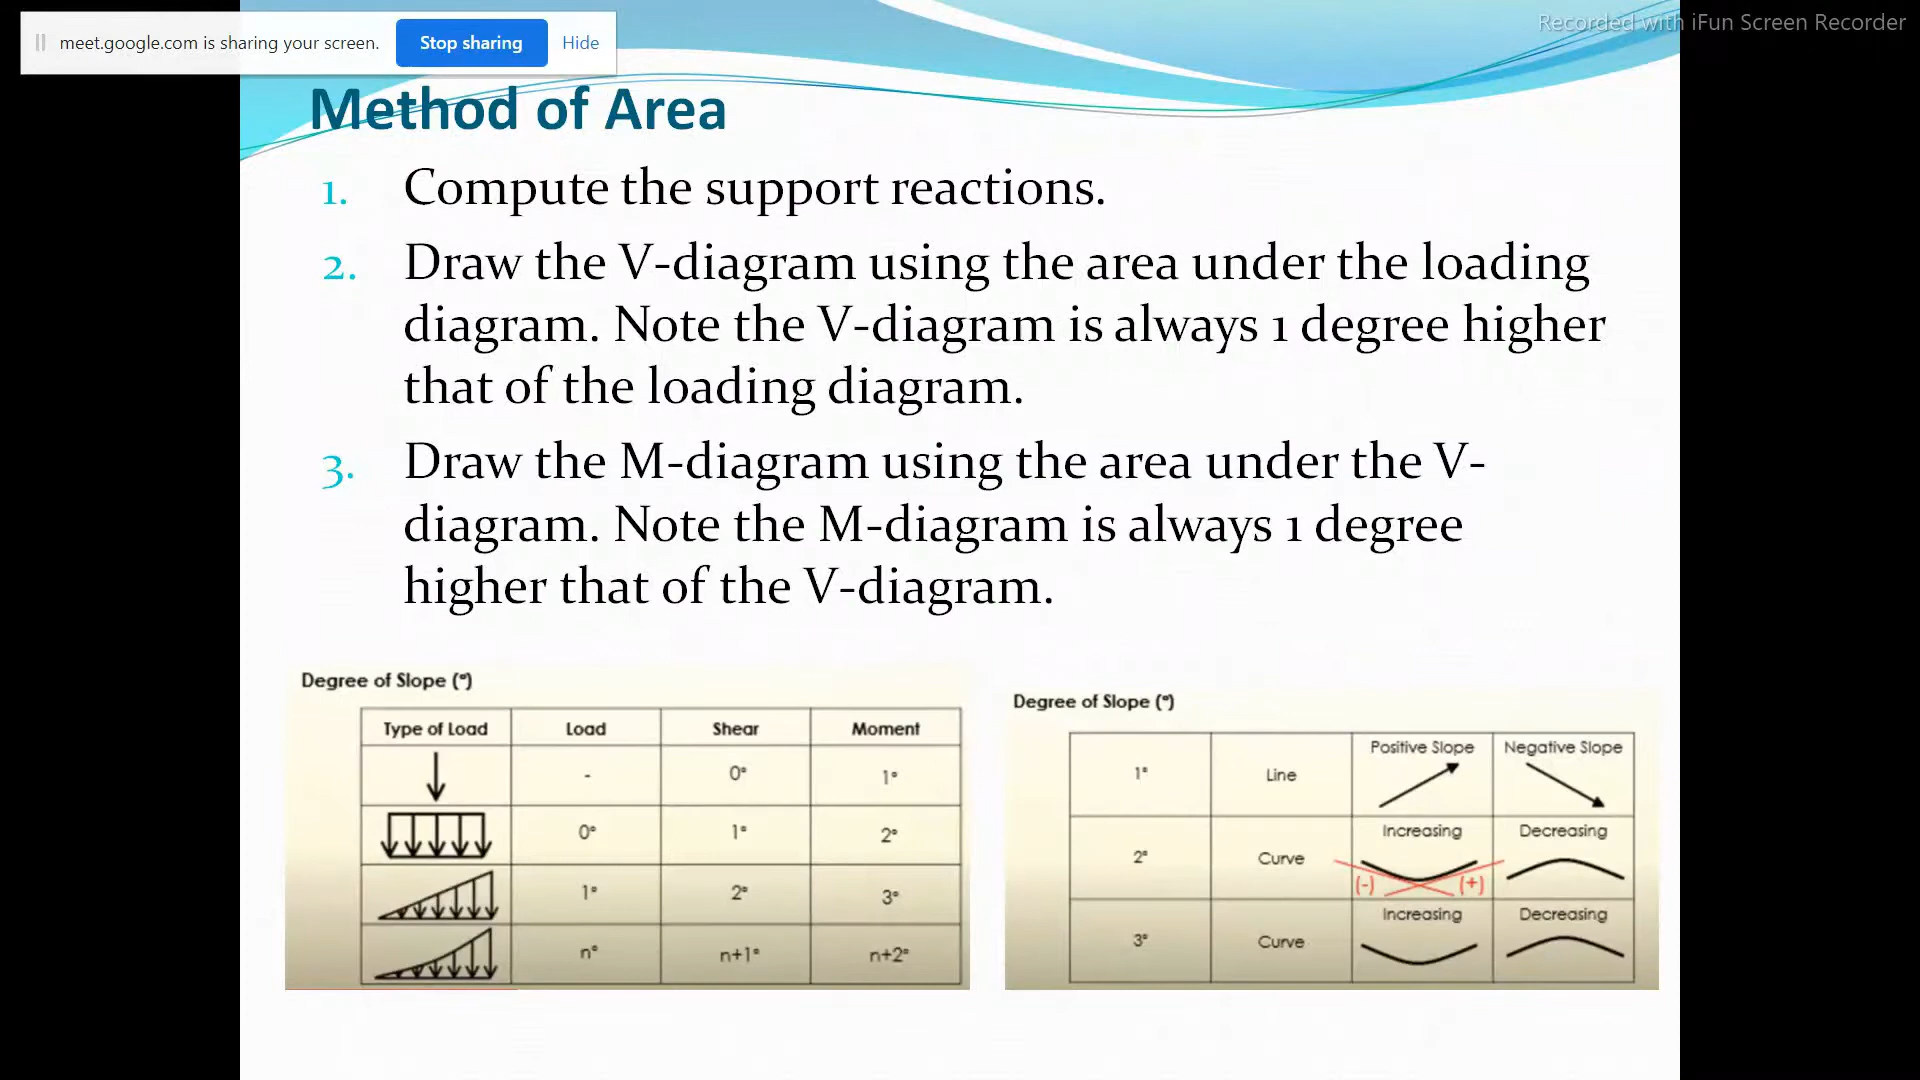 meet.google.com is sharing your screen.
Stop sharing
Hide
Recorded with iFun Screen Recorder
Method of Area
1. Compute the support reactions.
2. Draw the V-diagram using the area under the loading
diagram. Note the V-diagram is always 1 degree higher
that of the loading diagram.
3. Draw the M-diagram using the area under the V-
diagram. Note the M-diagram is always 1 degree
higher that of the V-diagram.
Degree of Slope (°)
Type of Load Load Shear Moment
- 0° 1°
0° 1° 2°
1° 2° 3°
n° n+1° n+2°
Degree of Slope (°)
Positive Slope Negative Slope
1° Line
Increasing Decreasing
2° Curve
(-) (+)
Increasing Decreasing
3° Curve